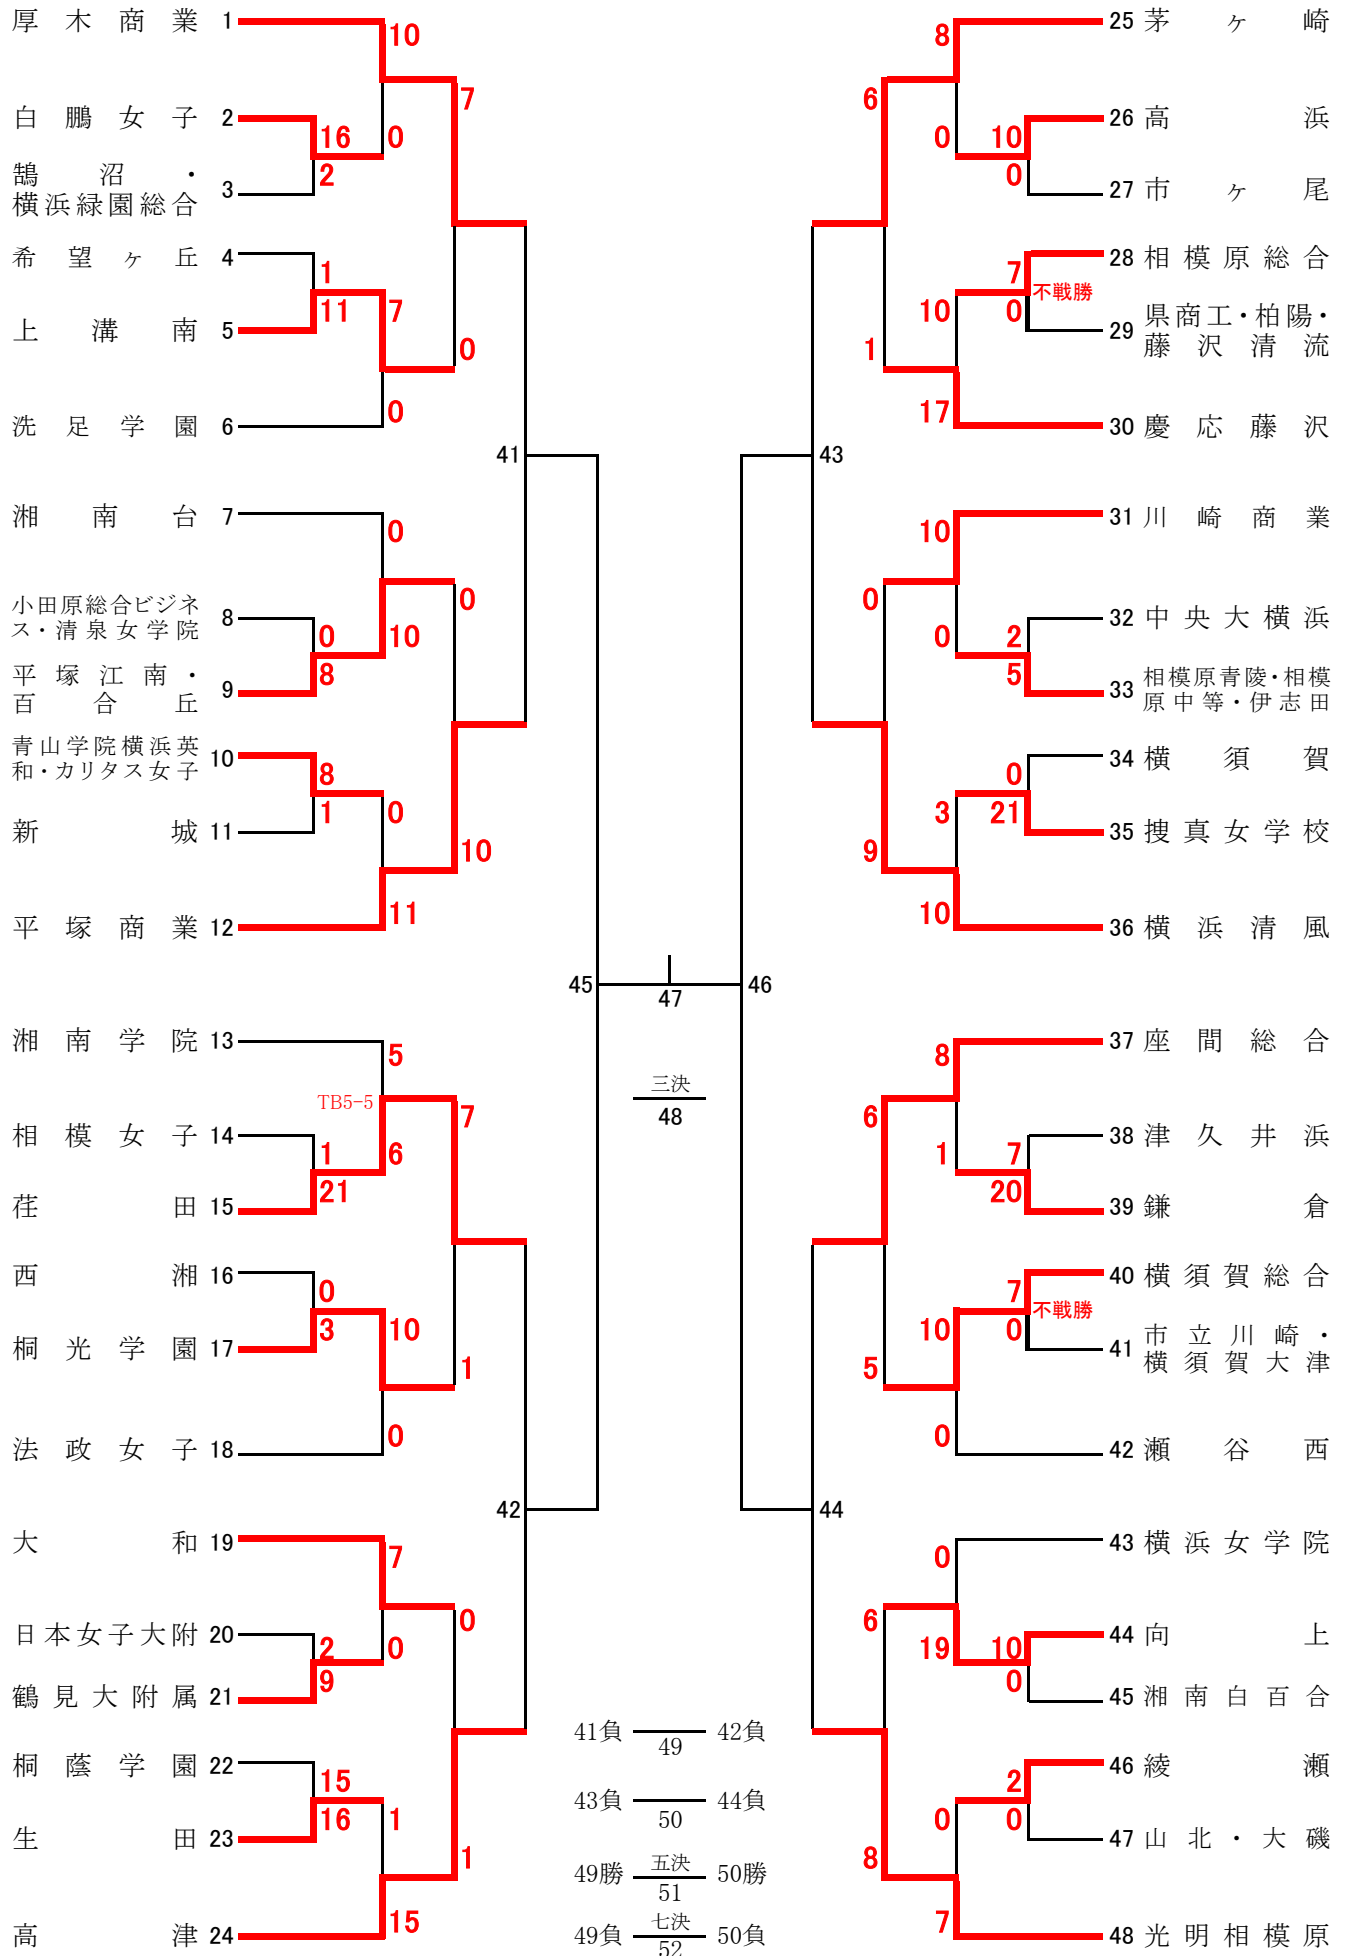 厚木商業 1
10
7
白鵬女子 2
16
0
2
鵠沼・
横浜緑園総合 3
希望ヶ丘 4
1
11
7
0
上溝南 5
0
洗足学園 6
41
湘南台 7
0
0
小田原総合ビジネ
ス・清泉女学院 8
0
10
8
平塚江南・
百合丘 9
青山学院横浜英
和・カリタス女子 10
8
1
0
新城 11
10
平塚商業 12
11
45
湘南学院 13
5
TB5-5
7
相模女子 14
1
6
21
荏田 15
西湘 16
0
3
10
桐光学園 17
1
0
法政女子 18
42
大和 19
7
0
日本女子大附 20
2
0
9
鶴見大附属 21
桐蔭学園 22
15
16
1
生田 23
1
15
高津 24
47
三決
48
41負 49 42負
43負 50 44負
49勝 五決 50勝
51
49負 七決 50負
52
25 茅ヶ崎
8
6
26 高浜
0
10
0
27 市ヶ尾
28 相模原総合
7
不戦勝
10
0
29 県商工・柏陽・
藤沢清流
1
17
30 慶応藤沢
43
31 川崎商業
10
0
32 中央大横浜
0
2
5
33 相模原青陵・相模
原中等・伊志田
34 横須賀
0
3
21
35 捜真女学校
9
10
36 横浜清風
46
37 座間総合
8
6
38 津久井浜
1
7
20
39 鎌倉
40 横須賀総合
7
不戦勝
10
0
41 市立川崎・
横須賀大津
5
0
42 瀬谷西
44
43 横浜女学院
0
6
44 向上
19
10
0
45 湘南白百合
46 綾瀬
2
0
0
47 山北・大磯
8
7
48 光明相模原